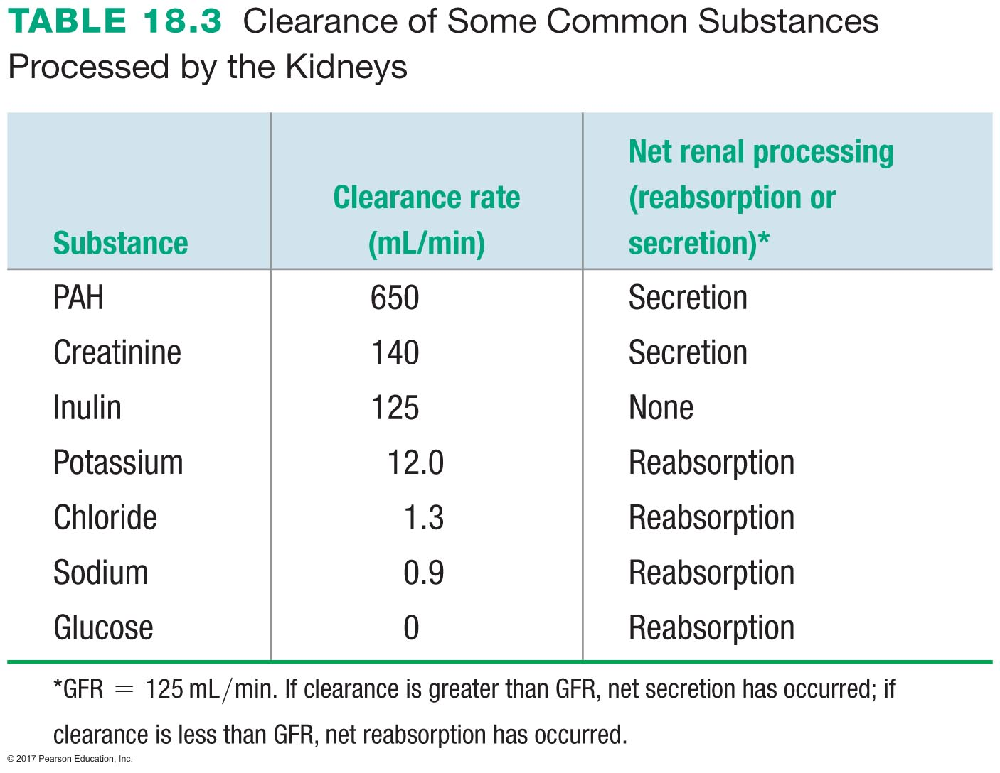 TABLE 18.3 Clearance of Some Common Substances
Processed by the Kidneys
Substance
Clearance rate
(mL/min)
Net renal processing
(reabsorption or
secretion)*
PAH 650 Secretion
Creatinine 140 Secretion
Inulin 125 None
Potassium 12.0 Reabsorption
Chloride 1.3 Reabsorption
Sodium 0.9 Reabsorption
Glucose 0 Reabsorption
*GFR = 125 mL/min. If clearance is greater than GFR, net secretion has occurred; if
clearance is less than GFR, net reabsorption has occurred.
© 2017 Pearson Education, Inc.